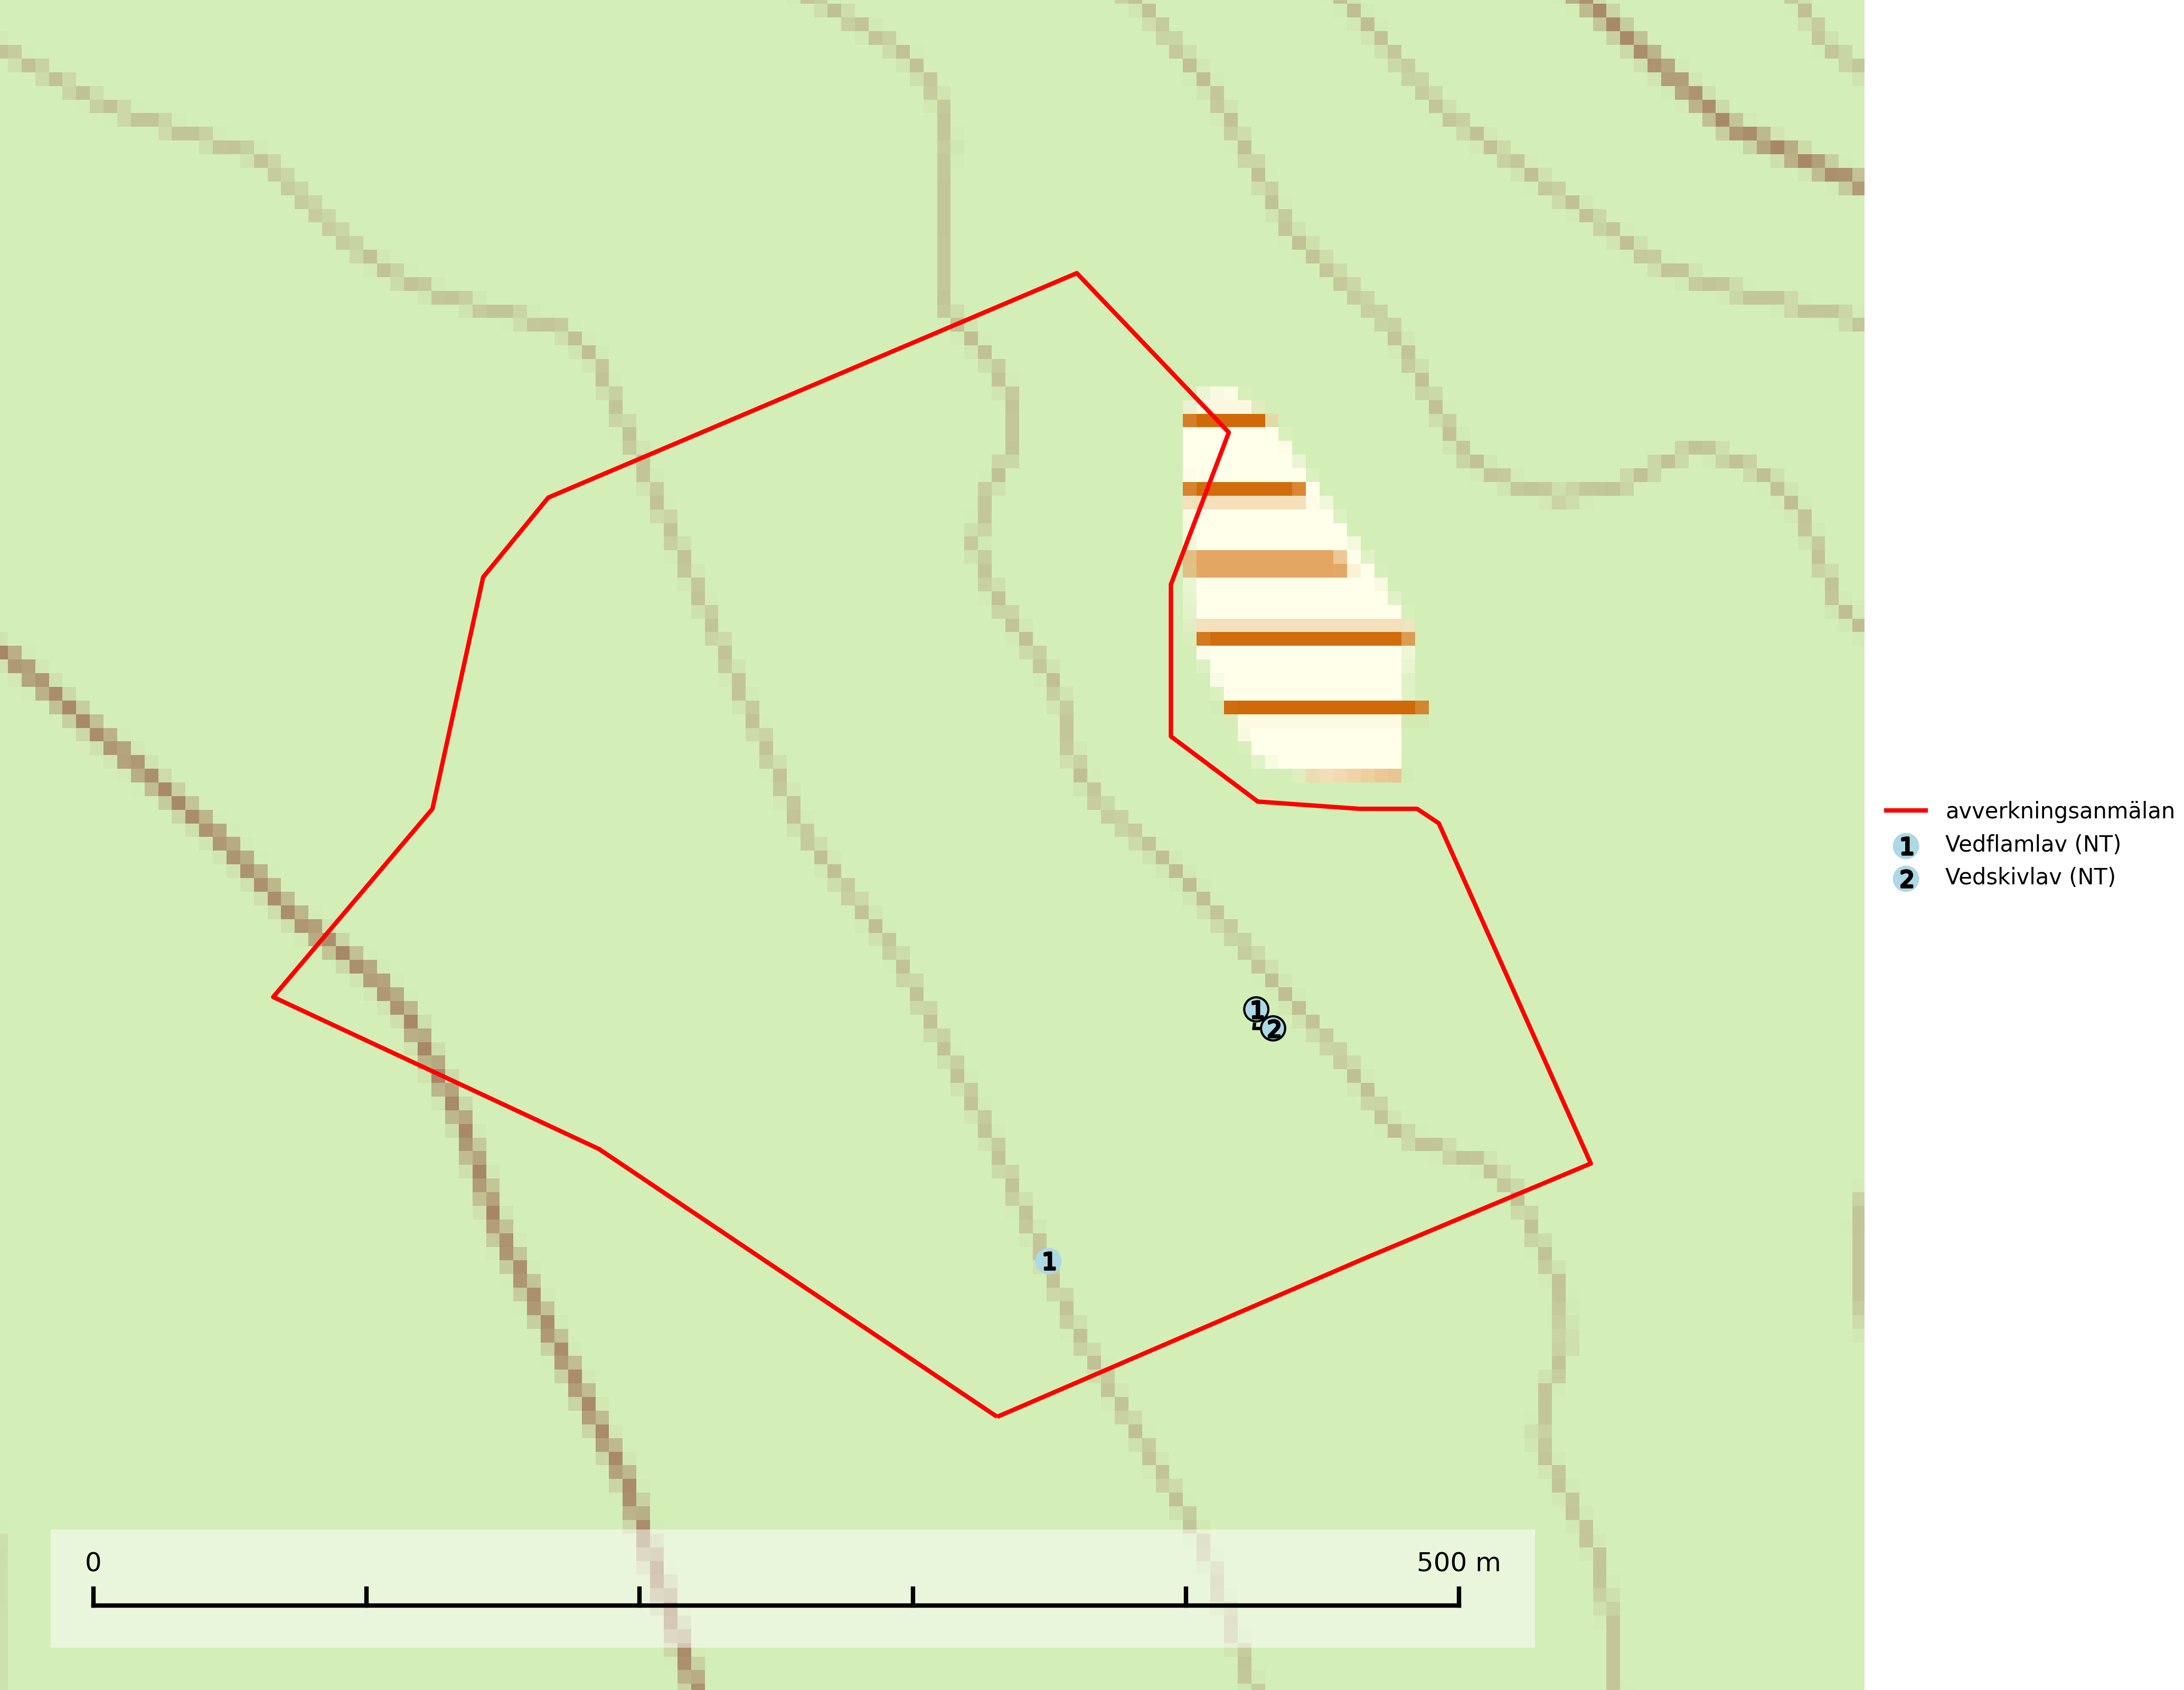 avverkningsanmälan
1 Vedflamlav (NT)
2 Vedskivlav (NT)
1
2
1
0 500 m